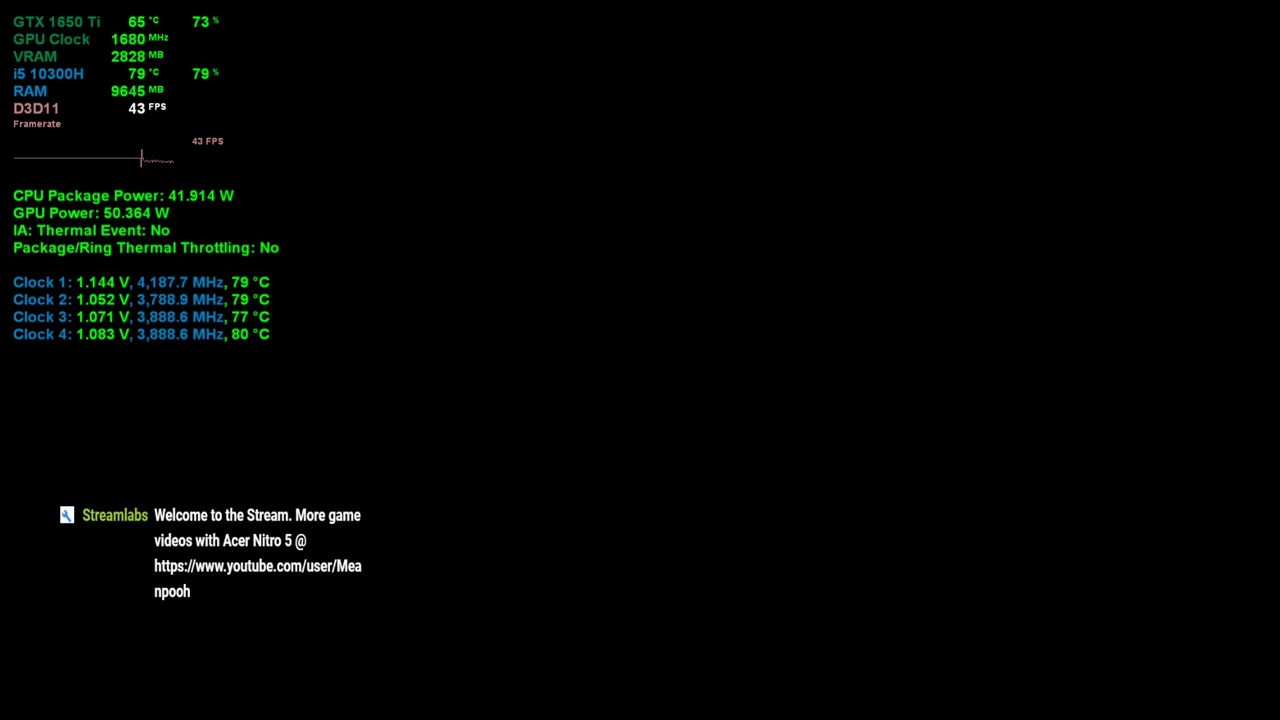 GTX 1650 Ti 65 °C 73 %
GPU Clock 1680 MHz
VRAM 2828 MB
i5 10300H 79 °C 79 %
RAM 9645 MB
D3D11 43 FPS
Framerate
43 FPS
CPU Package Power: 41.914 W
GPU Power: 50.364 W
IA: Thermal Event: No
Package/Ring Thermal Throttling: No
Clock 1: 1.144 V, 4,187.7 MHz, 79 °C
Clock 2: 1.052 V, 3,788.9 MHz, 79 °C
Clock 3: 1.071 V, 3,888.6 MHz, 77 °C
Clock 4: 1.083 V, 3,888.6 MHz, 80 °C
Streamlabs Welcome to the Stream. More game
videos with Acer Nitro 5 @
https://www.youtube.com/user/Mea
npooh